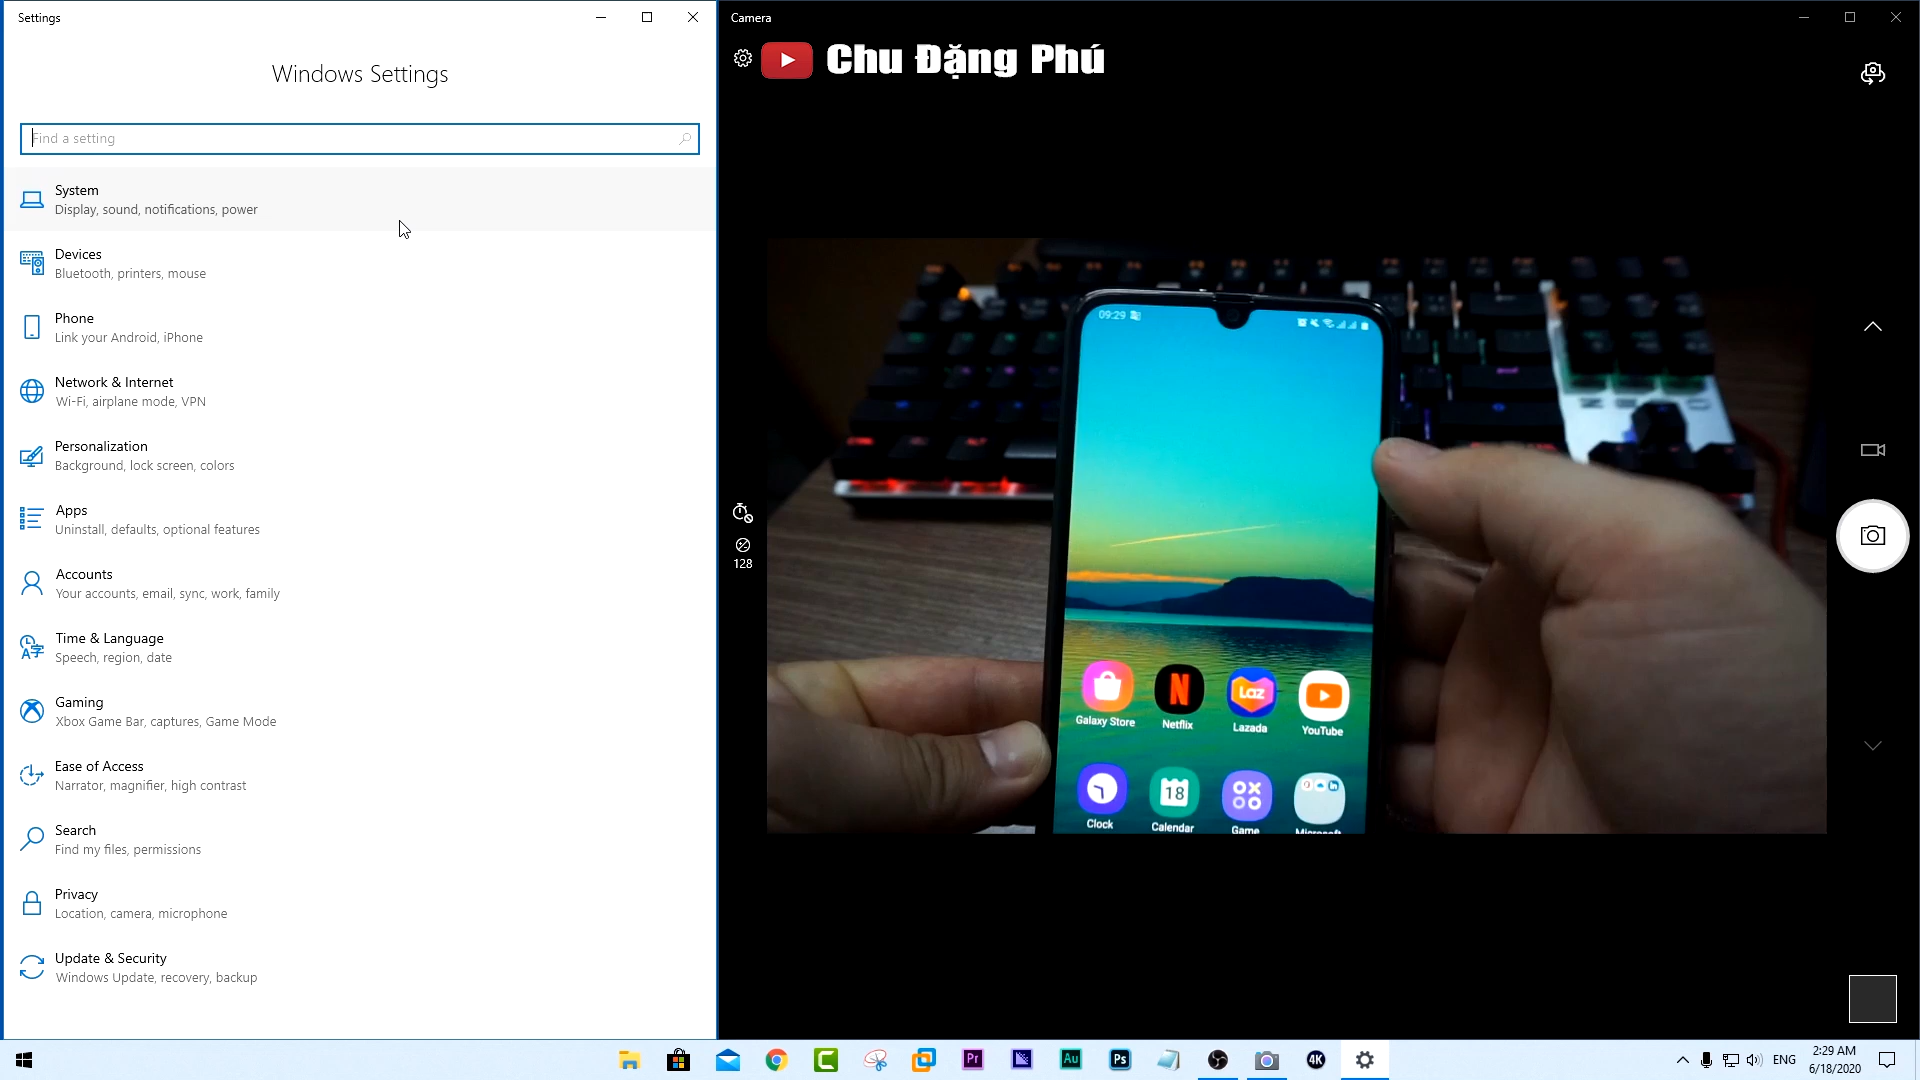 Settings
Windows Settings
Find a setting
System
Display, sound, notifications, power
Devices
Bluetooth, printers, mouse
Phone
Link your Android, iPhone
Network & Internet
Wi-Fi, airplane mode, VPN
Personalization
Background, lock screen, colors
Apps
Uninstall, defaults, optional features
Accounts
Your accounts, email, sync, work, family
Time & Language
Speech, region, date
Gaming
Xbox Game Bar, captures, Game Mode
Ease of Access
Narrator, magnifier, high contrast
Search
Find my files, permissions
Privacy
Location, camera, microphone
Update & Security
Windows Update, recovery, backup
Camera
Chu Đặng Phú
128
09:29
N
Laz
Galaxy Store
Netflix
Lazada
YouTube
18
Clock
Calendar
Game
Pr
Au
Ps
4K
ENG
2:29 AM
6/18/2020